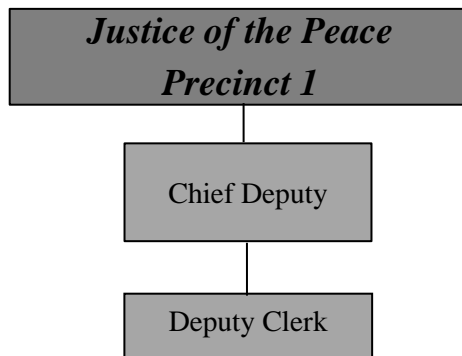 Justice of the Peace
Precinct 1
Chief Deputy
Deputy Clerk